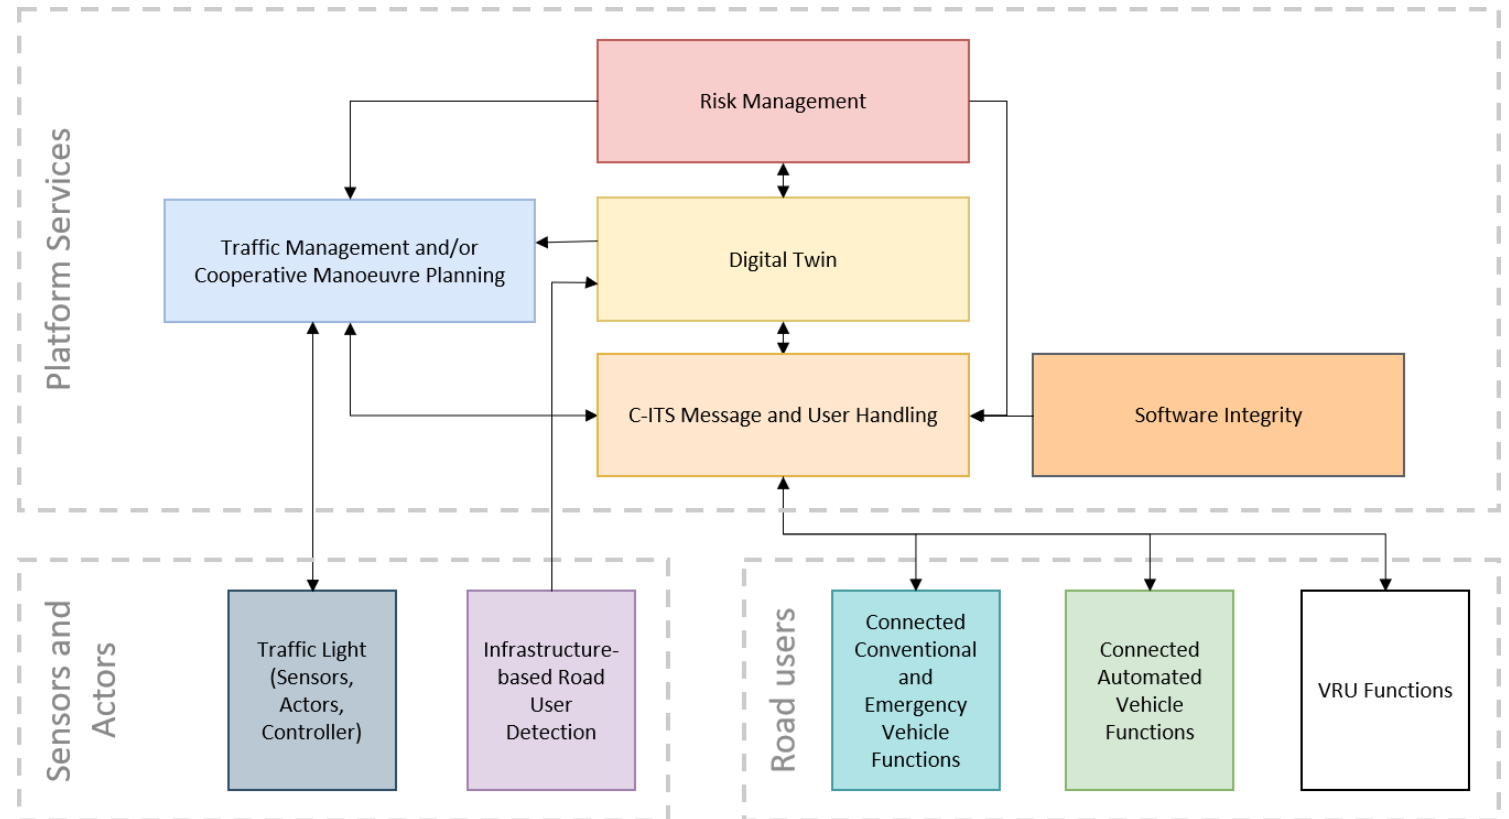 Platform Services
Risk Management
Traffic Management and/or
Cooperative Manoeuvre Planning
Digital Twin
C-ITS Message and User Handling
Software Integrity
Sensors and
Actors
Traffic Light
(Sensors,
Actors,
Controller)
Infrastructure-
based Road
User
Detection
Road users
Connected
Conventional
and
Emergency
Vehicle
Functions
Connected
Automated
Vehicle
Functions
VRU Functions